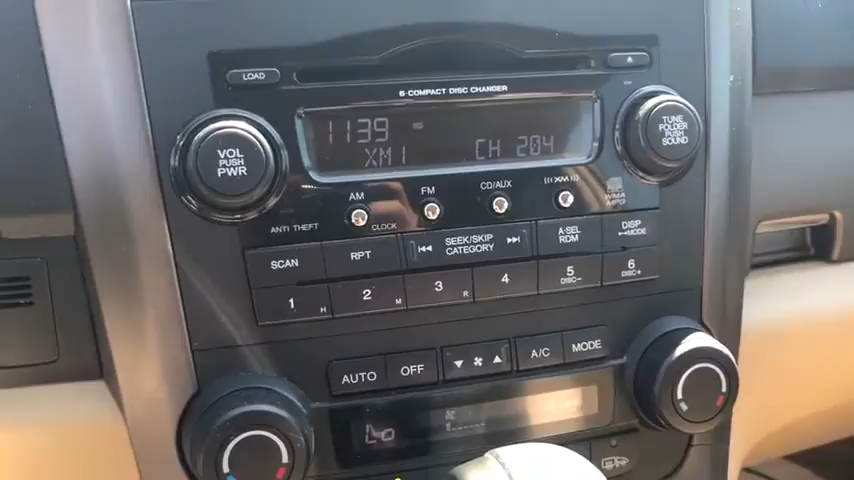 LOAD
6·COMPACT DISC CHANGER
1139
XM1 CH 204
VOL
PUSH
PWR
TUNE
FOLDER
PUSH
SOUND
AM FM CD/AUX XM
CLOCK
WMA
MP3
ANTI THEFT
SCAN RPT SEEK/SKIP
CATEGORY A·SEL
RDM DISP
MODE
1 H 2 M 3 R 4 5
DISC− 6
DISC+
AUTO OFF A/C MODE
Lo